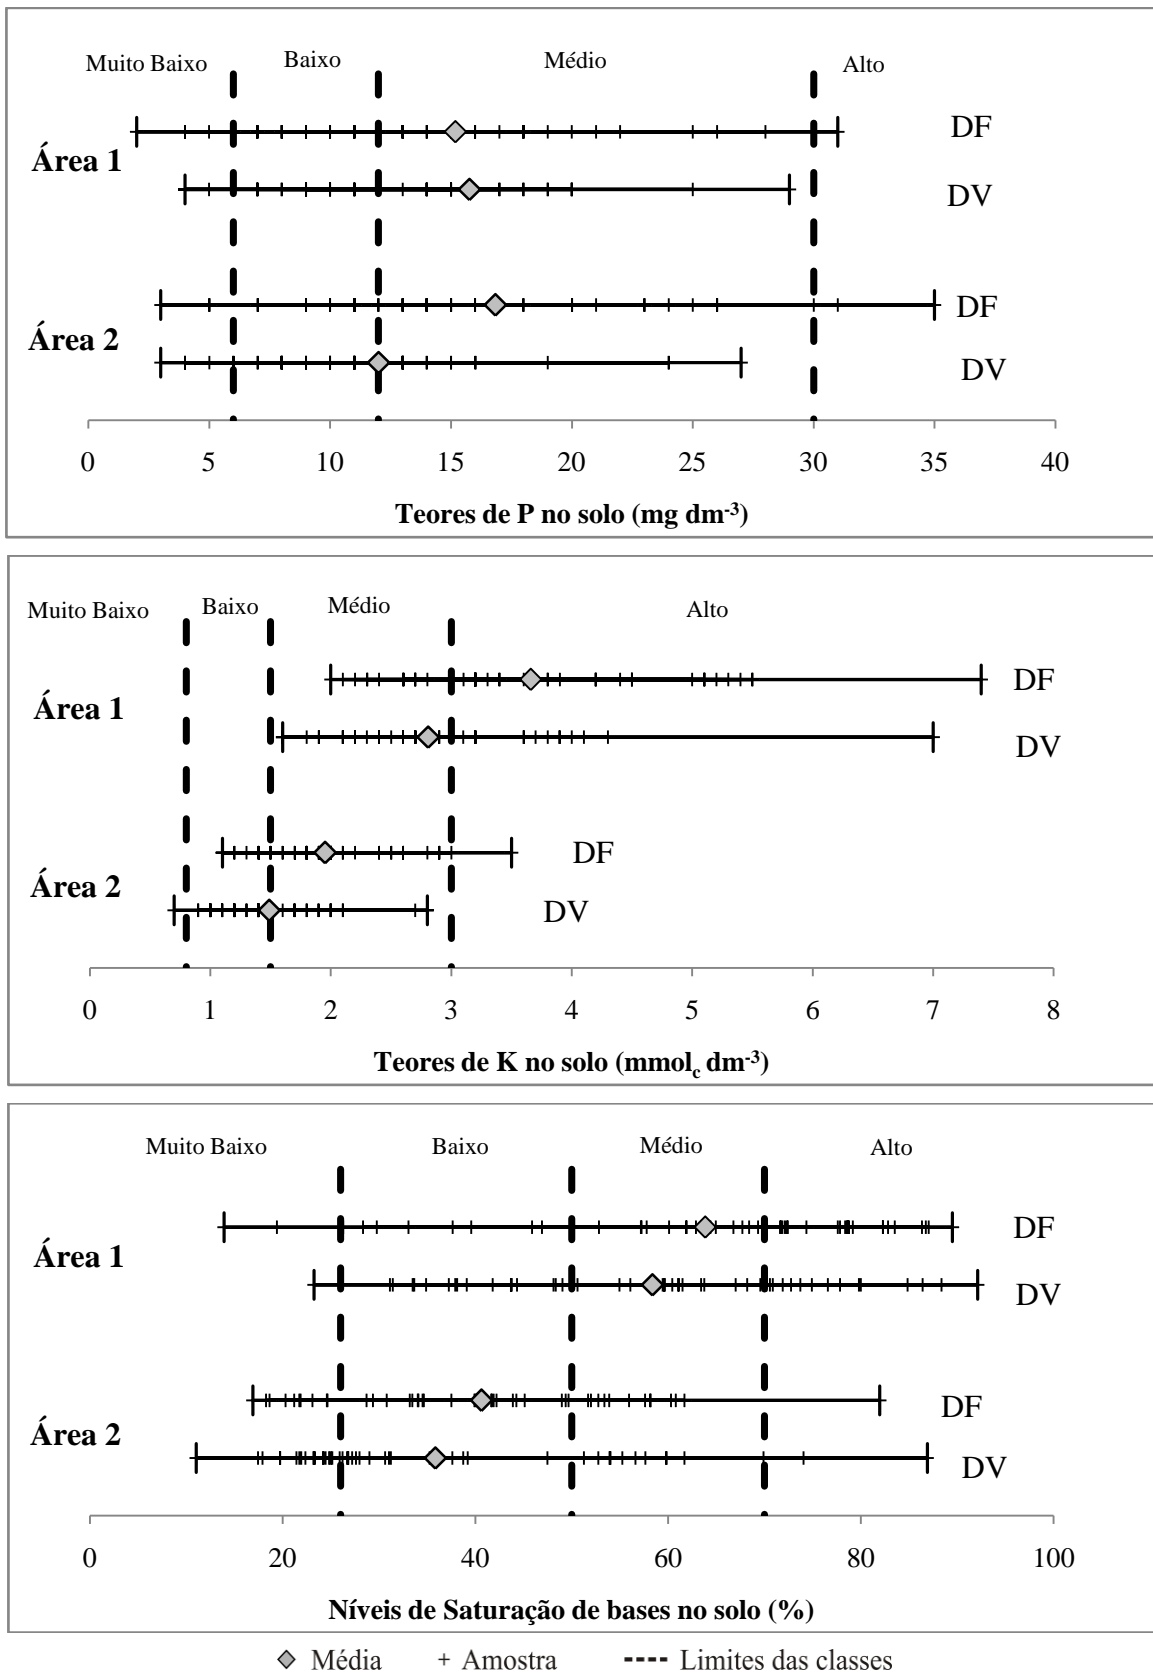 Muito Baixo Baixo Médio Alto
Área 1 DF
DV
Área 2 DF
DV
0 5 10 15 20 25 30 35 40
Teores de P no solo (mg dm⁻³)
Muito Baixo Baixo Médio Alto
Área 1 DF
DV
Área 2 DF
DV
0 1 2 3 4 5 6 7 8
Teores de K no solo (mmol꜀ dm⁻³)
Muito Baixo Baixo Médio Alto
Área 1 DF
DV
Área 2 DF
DV
0 20 40 60 80 100
Níveis de Saturação de bases no solo (%)
Média + Amostra Limites das classes